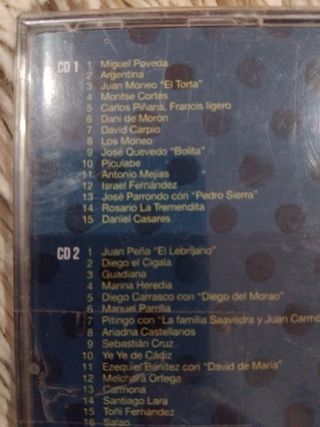 CD 1
1 Miguel Poveda
2 Argentina
3 Juan Moneo "El Torta"
4 Montse Cortés
5 Carlos Piñana, Francis ligero
6 Dani de Morón
7 David Carpio
8 Los Moneo
9 José Quevedo "Bolita"
10 Piculabe
11 Antonio Mejías
12 Israel Fernández
13 José Parrondo con "Pedro Sierra"
14 Rosario La Tremendita
15 Daniel Casares
CD 2
1 Juan Peña "El Lebrijano"
2 Diego el Cigala
3 Guadiana
4 Marina Heredia
5 Diego Carrasco con "Diego del Morao"
6 Manuel Parrilla
7 Pitingo con "La familia Saavedra y Juan Carmo
8 Ariadna Castellanos
9 Sebastián Cruz
10 Ye Ye de Cádiz
11 Ezequiel Benítez con "David de María"
12 Melchora Ortega
13 Carmona
14 Santiago Lara
15 Toñi Fernández
16 Salao